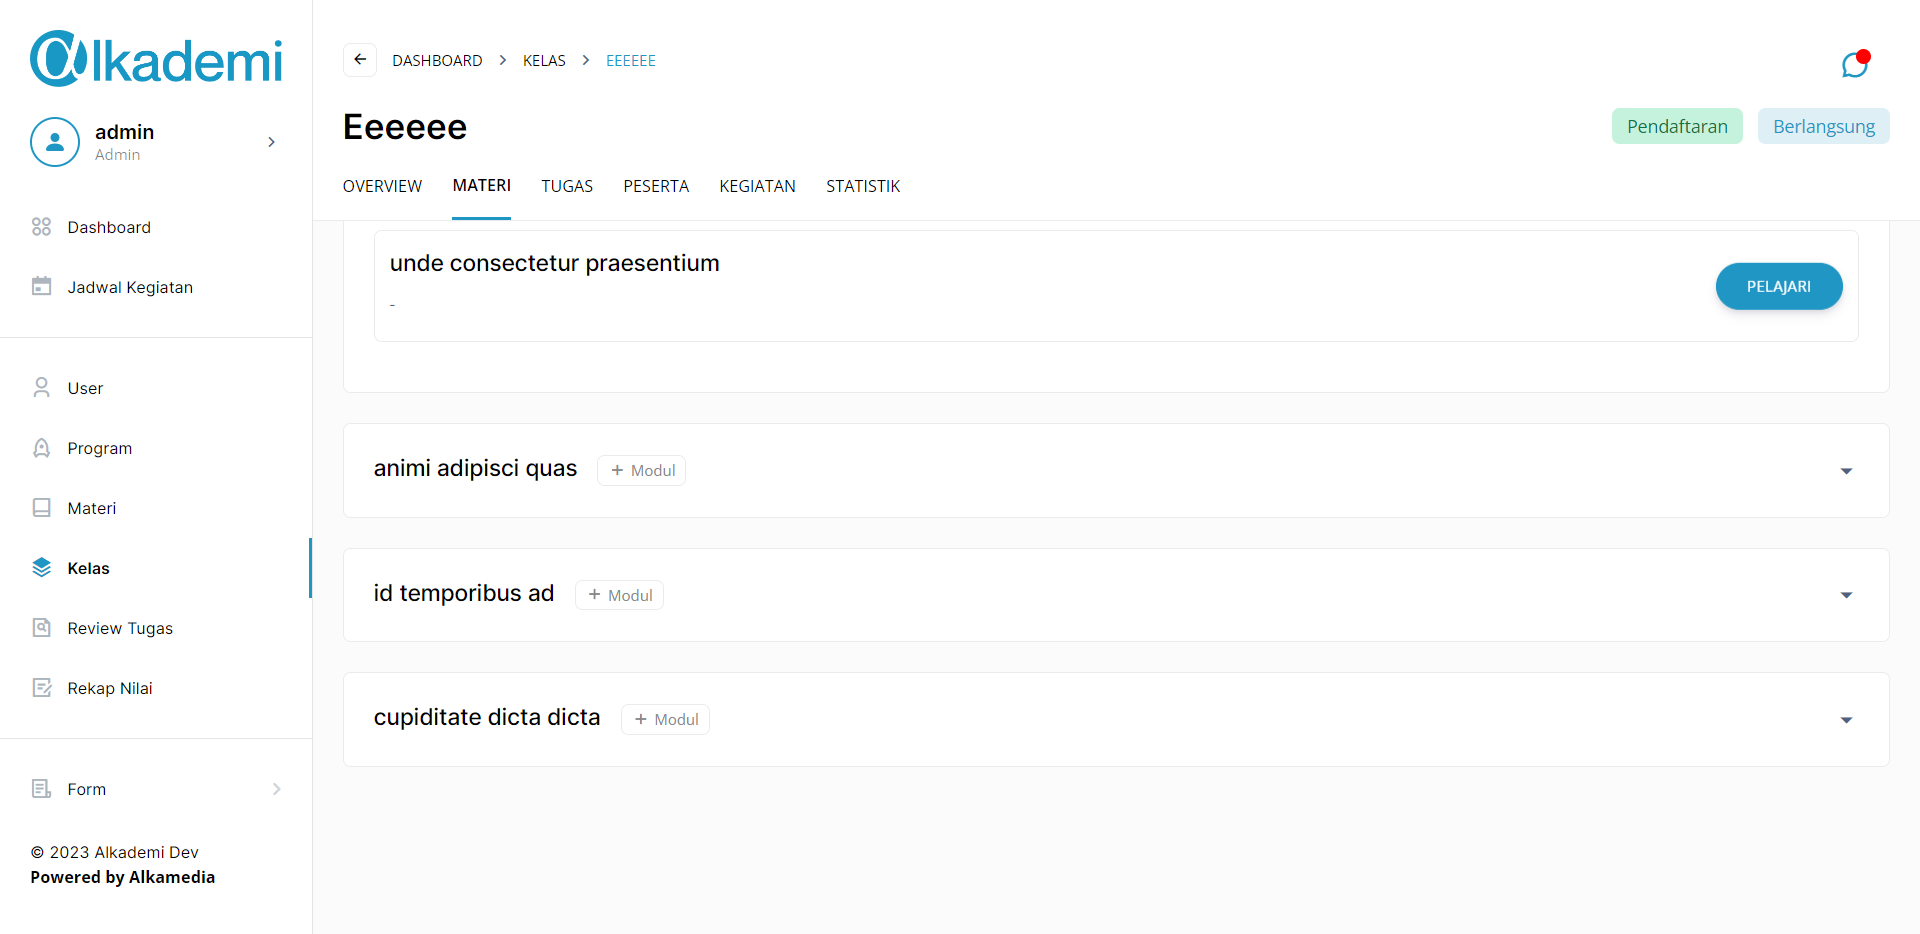 @lkademi
admin
Admin
Dashboard
Jadwal Kegiatan
User
Program
Materi
Kelas
Review Tugas
Rekap Nilai
Form
© 2023 Alkademi Dev
Powered by Alkamedia
DASHBOARD > KELAS > EEEEEE
Eeeeee
Pendaftaran
Berlangsung
OVERVIEW MATERI TUGAS PESERTA KEGIATAN STATISTIK
unde consectetur praesentium
-
PELAJARI
animi adipisci quas + Modul
id temporibus ad + Modul
cupiditate dicta dicta + Modul